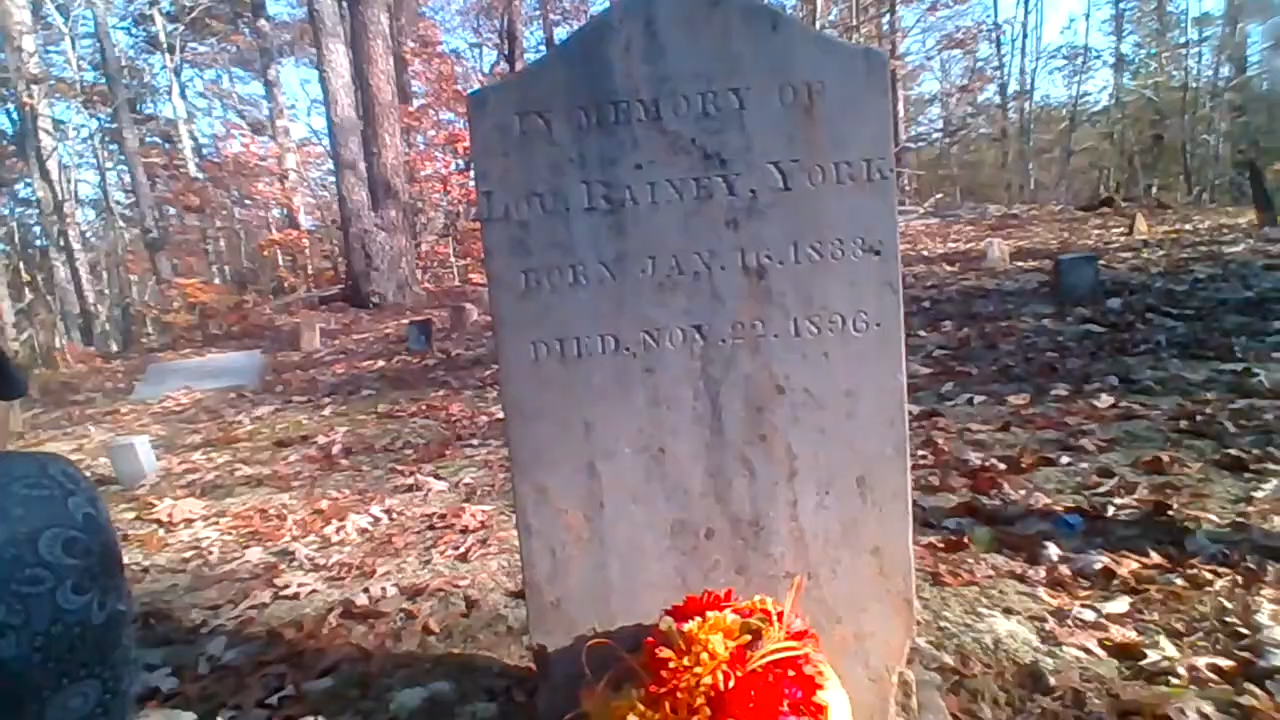 IN MEMORY OF
LOU. RAINEY, YORK.
BORN JAN. 16. 1833.
DIED., NOV. 22. 1896.